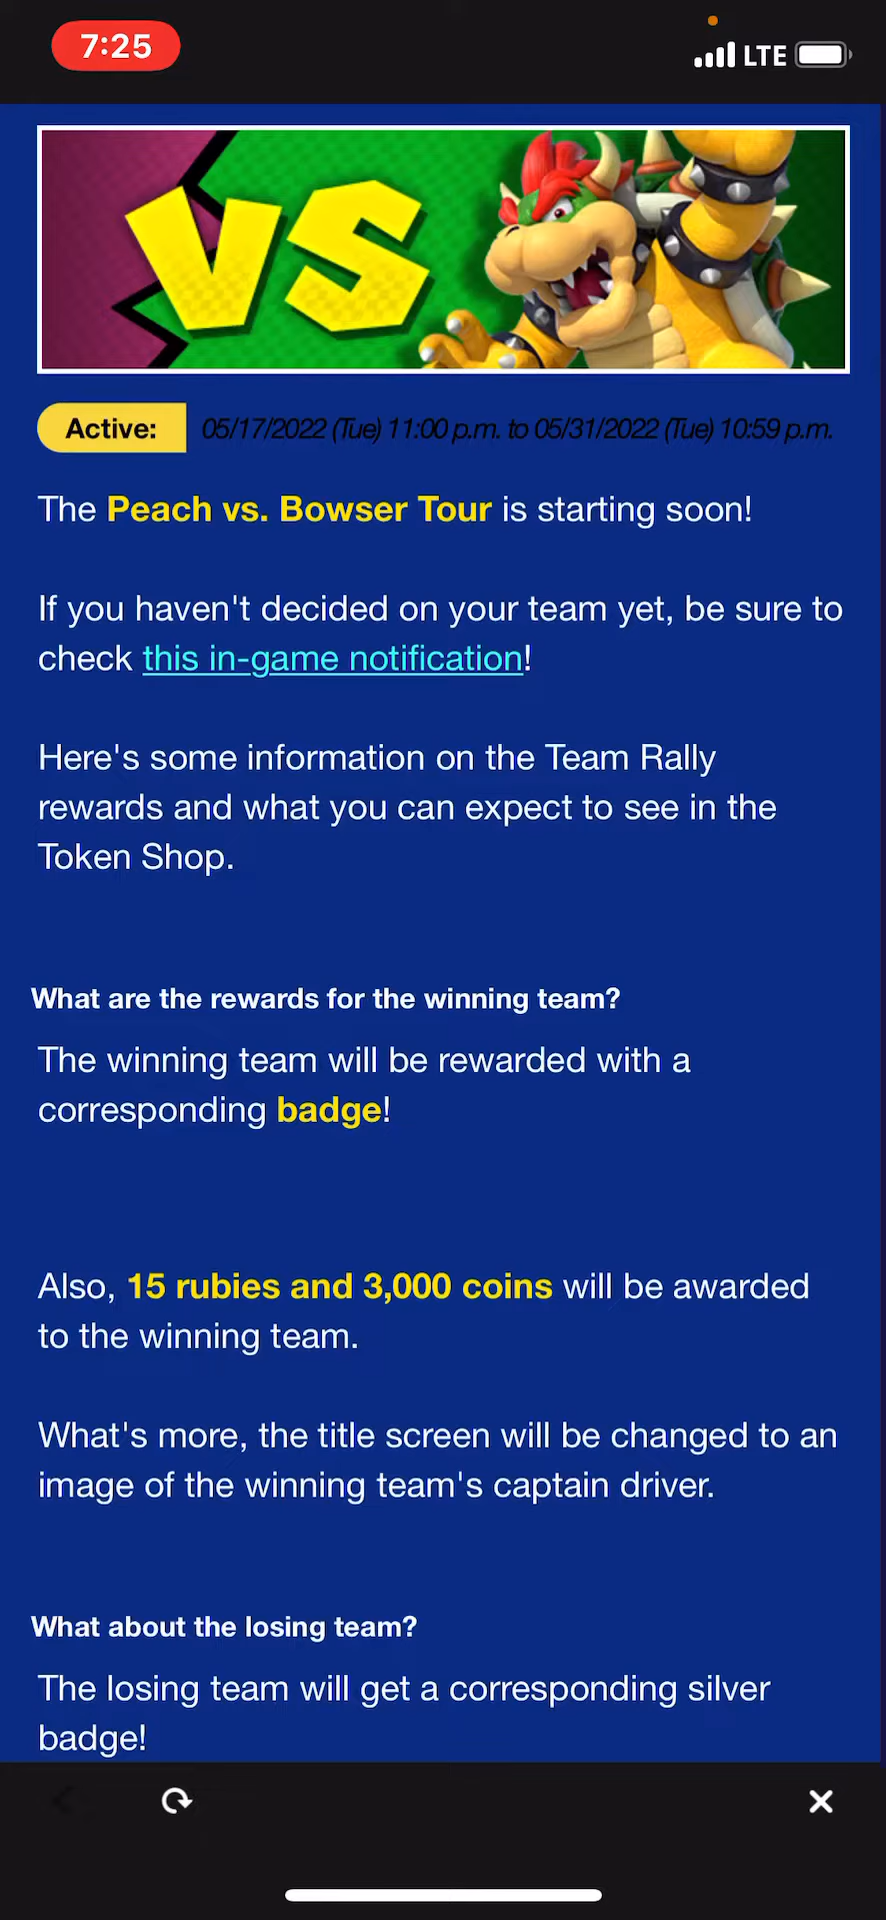 7:25
LTE
VS
Active: 05/17/2022 (Tue) 11:00 p.m. to 05/31/2022 (Tue) 10:59 p.m.
The Peach vs. Bowser Tour is starting soon!
If you haven't decided on your team yet, be sure to
check this in-game notification!
Here's some information on the Team Rally
rewards and what you can expect to see in the
Token Shop.
What are the rewards for the winning team?
The winning team will be rewarded with a
corresponding badge!
Also, 15 rubies and 3,000 coins will be awarded
to the winning team.
What's more, the title screen will be changed to an
image of the winning team's captain driver.
What about the losing team?
The losing team will get a corresponding silver
badge!